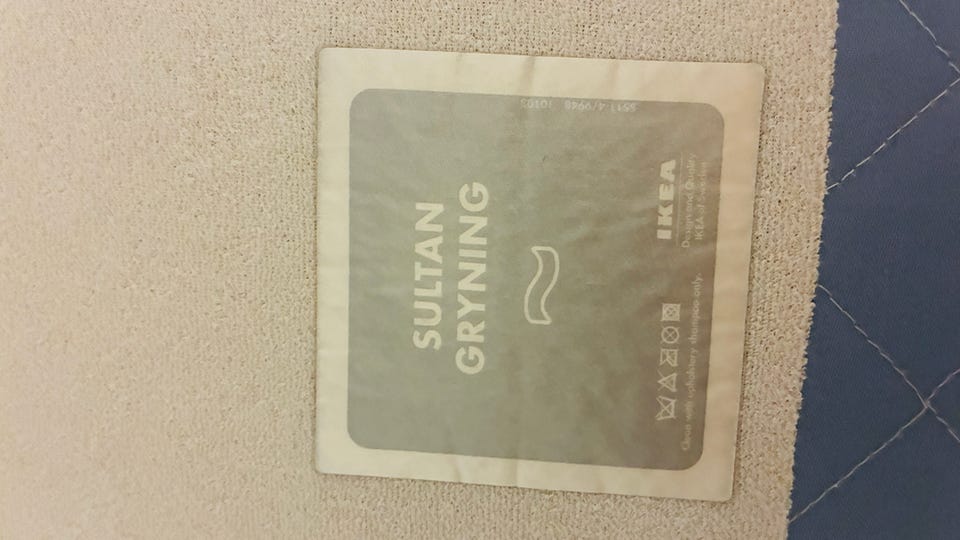 SULTAN
GRYNING
Clean with upholstery shampoo only.
IKEA
Design and Quality
IKEA of Sweden